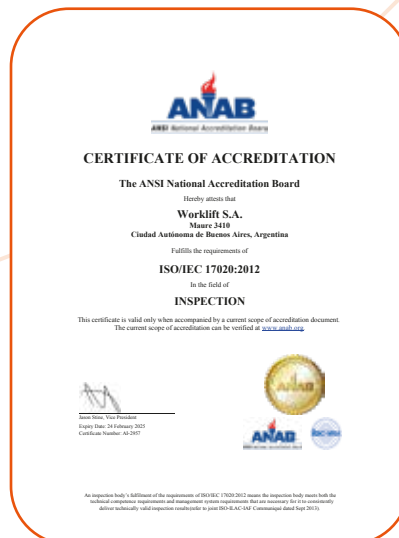 ANAB
ANSI National Accreditation Board
CERTIFICATE OF ACCREDITATION
The ANSI National Accreditation Board
Hereby attests that
Worklift S.A.
Maure 3410
Ciudad Autónoma de Buenos Aires, Argentina
Fulfills the requirements of
ISO/IEC 17020:2012
In the field of
INSPECTION
This certificate is valid only when accompanied by a current scope of accreditation document.
The current scope of accreditation can be verified at www.anab.org.
Jason Stine, Vice President
Expiry Date: 24 February 2025
Certificate Number: AI-2957
ANAB
ANAB
An inspection body's fulfillment of the requirements of ISO/IEC 17020:2012 means the inspection body meets both the
technical competence requirements and management system requirements that are necessary for it to consistently
deliver technically valid inspection results(refer to joint ISO-ILAC-IAF Communiqué dated Sept 2013).